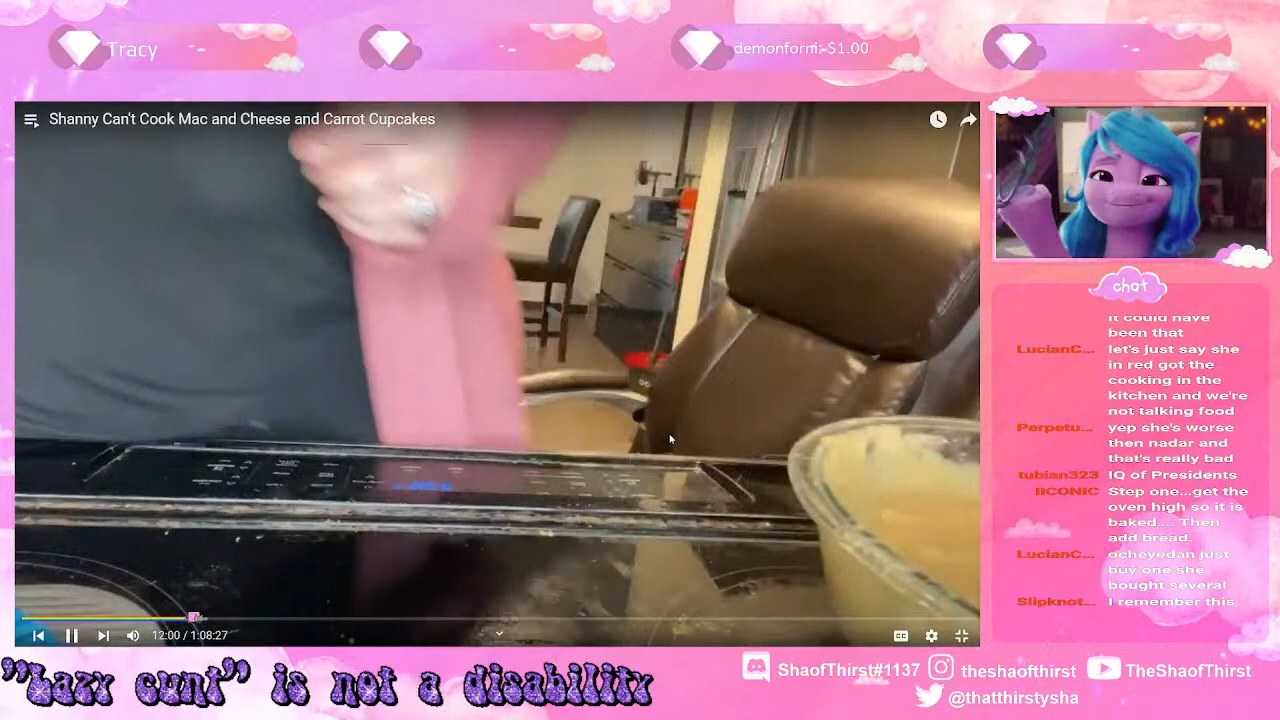 Tracy
demonforni: $1.00
Shanny Can't Cook Mac and Cheese and Carrot Cupcakes
chat
it could have
been that
LucianC... let's just say she
in red got the
cooking in the
kitchen and we're
not talking food
Perpetu... yep she's worse
then nadar and
that's really bad
tubian323 IQ of Presidents
IICONIC Step one...get the
oven high so it is
baked.... Then
add bread.
LucianC... ocheyedan just
buy one she
bought several
Slipknot... I remember this
12:00 / 1:08:27
CC
"Lazy cunt" is not a disability
ShaofThirst#1137 theshaofthirst TheShaofThirst
@thatthirstysha